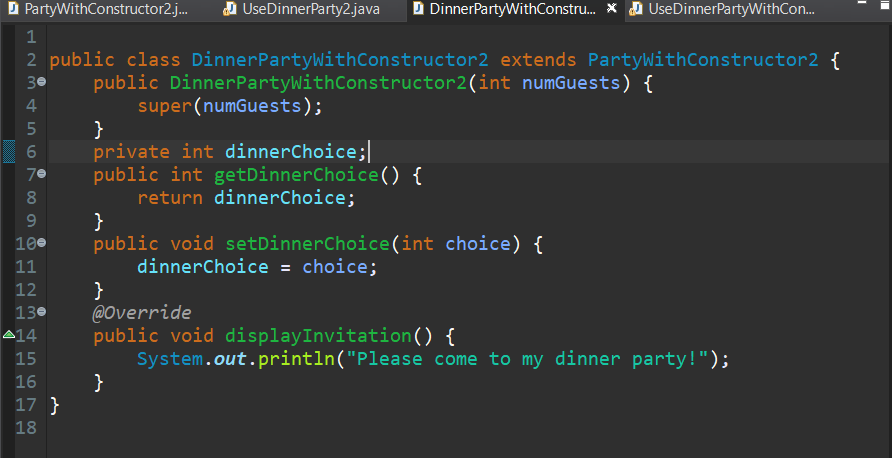 PartyWithConstructor2.j... UseDinnerParty2.java DinnerPartyWithConstru... UseDinnerPartyWithCon...
1
2 public class DinnerPartyWithConstructor2 extends PartyWithConstructor2 {
3 public DinnerPartyWithConstructor2(int numGuests) {
4 super(numGuests);
5 }
6 private int dinnerChoice;
7 public int getDinnerChoice() {
8 return dinnerChoice;
9 }
10 public void setDinnerChoice(int choice) {
11 dinnerChoice = choice;
12 }
13 @Override
14 public void displayInvitation() {
15 System.out.println("Please come to my dinner party!");
16 }
17 }
18